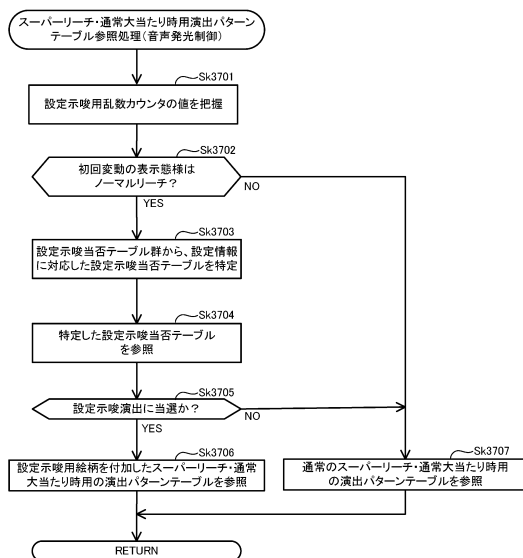 スーパーリーチ・通常大当たり時用演出パターン
テーブル参照処理(音声発光制御)
Sk3701
設定示唆用乱数カウンタの値を把握
Sk3702
初回変動の表示態様は
ノーマルリーチ?
NO
YES
Sk3703
設定示唆当否テーブル群から、設定情報
に対応した設定示唆当否テーブルを特定
Sk3704
特定した設定示唆当否テーブル
を参照
Sk3705
設定示唆演出に当選か?
NO
YES
Sk3706
設定示唆用絵柄を付加したスーパーリーチ・通常
大当たり時用の演出パターンテーブルを参照
Sk3707
通常のスーパーリーチ・通常大当たり時用
の演出パターンテーブルを参照
RETURN